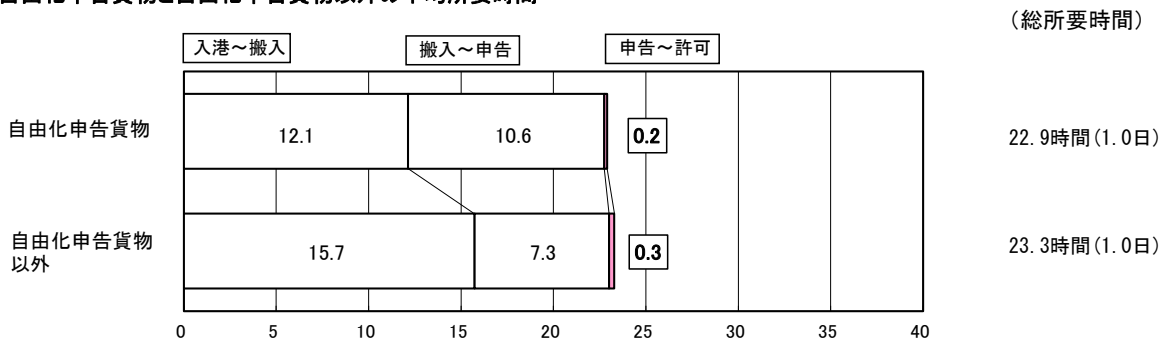 自由化申告貨物と自由化申告貨物以外の平均所要時間
(総所要時間)
入港～搬入
搬入～申告
申告～許可
自由化申告貨物
12.1
10.6
0.2
22.9時間(1.0日)
自由化申告貨物
以外
15.7
7.3
0.3
23.3時間(1.0日)
0 5 10 15 20 25 30 35 40